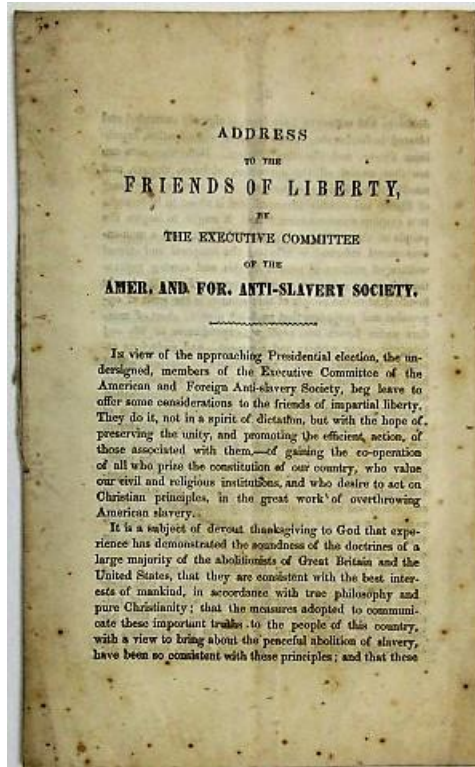 ADDRESS
TO THE
FRIENDS OF LIBERTY,
BY
THE EXECUTIVE COMMITTEE
OF THE
AMER. AND. FOR. ANTI-SLAVERY SOCIETY.
In view of the approaching Presidential election, the un-
dersigned, members of the Executive Committee of the
American and Foreign Anti-slavery Society, beg leave to
offer some considerations to the friends of impartial liberty.
They do it, not in a spirit of dictation, but with the hope of
preserving the unity, and promoting the efficient, action, of
those associated with them,—of gaining the co-operation
of all who prize the constitution of our country, who value
our civil and religious institutions, and who desire to act on
Christian principles, in the great work of overthrowing
American slavery.
It is a subject of devout thanksgiving to God that expe-
rience has demonstrated the soundness of the doctrines of a
large majority of the abolitionists of Great Britain and the
United States, that they are consistent with the best inter-
ests of mankind, in accordance with true philosophy and
pure Christianity; that the measures adopted to communi-
cate these important truths to the people of this country,
with a view to bring about the peaceful abolition of slavery,
have been so consistent with these principles; and that these